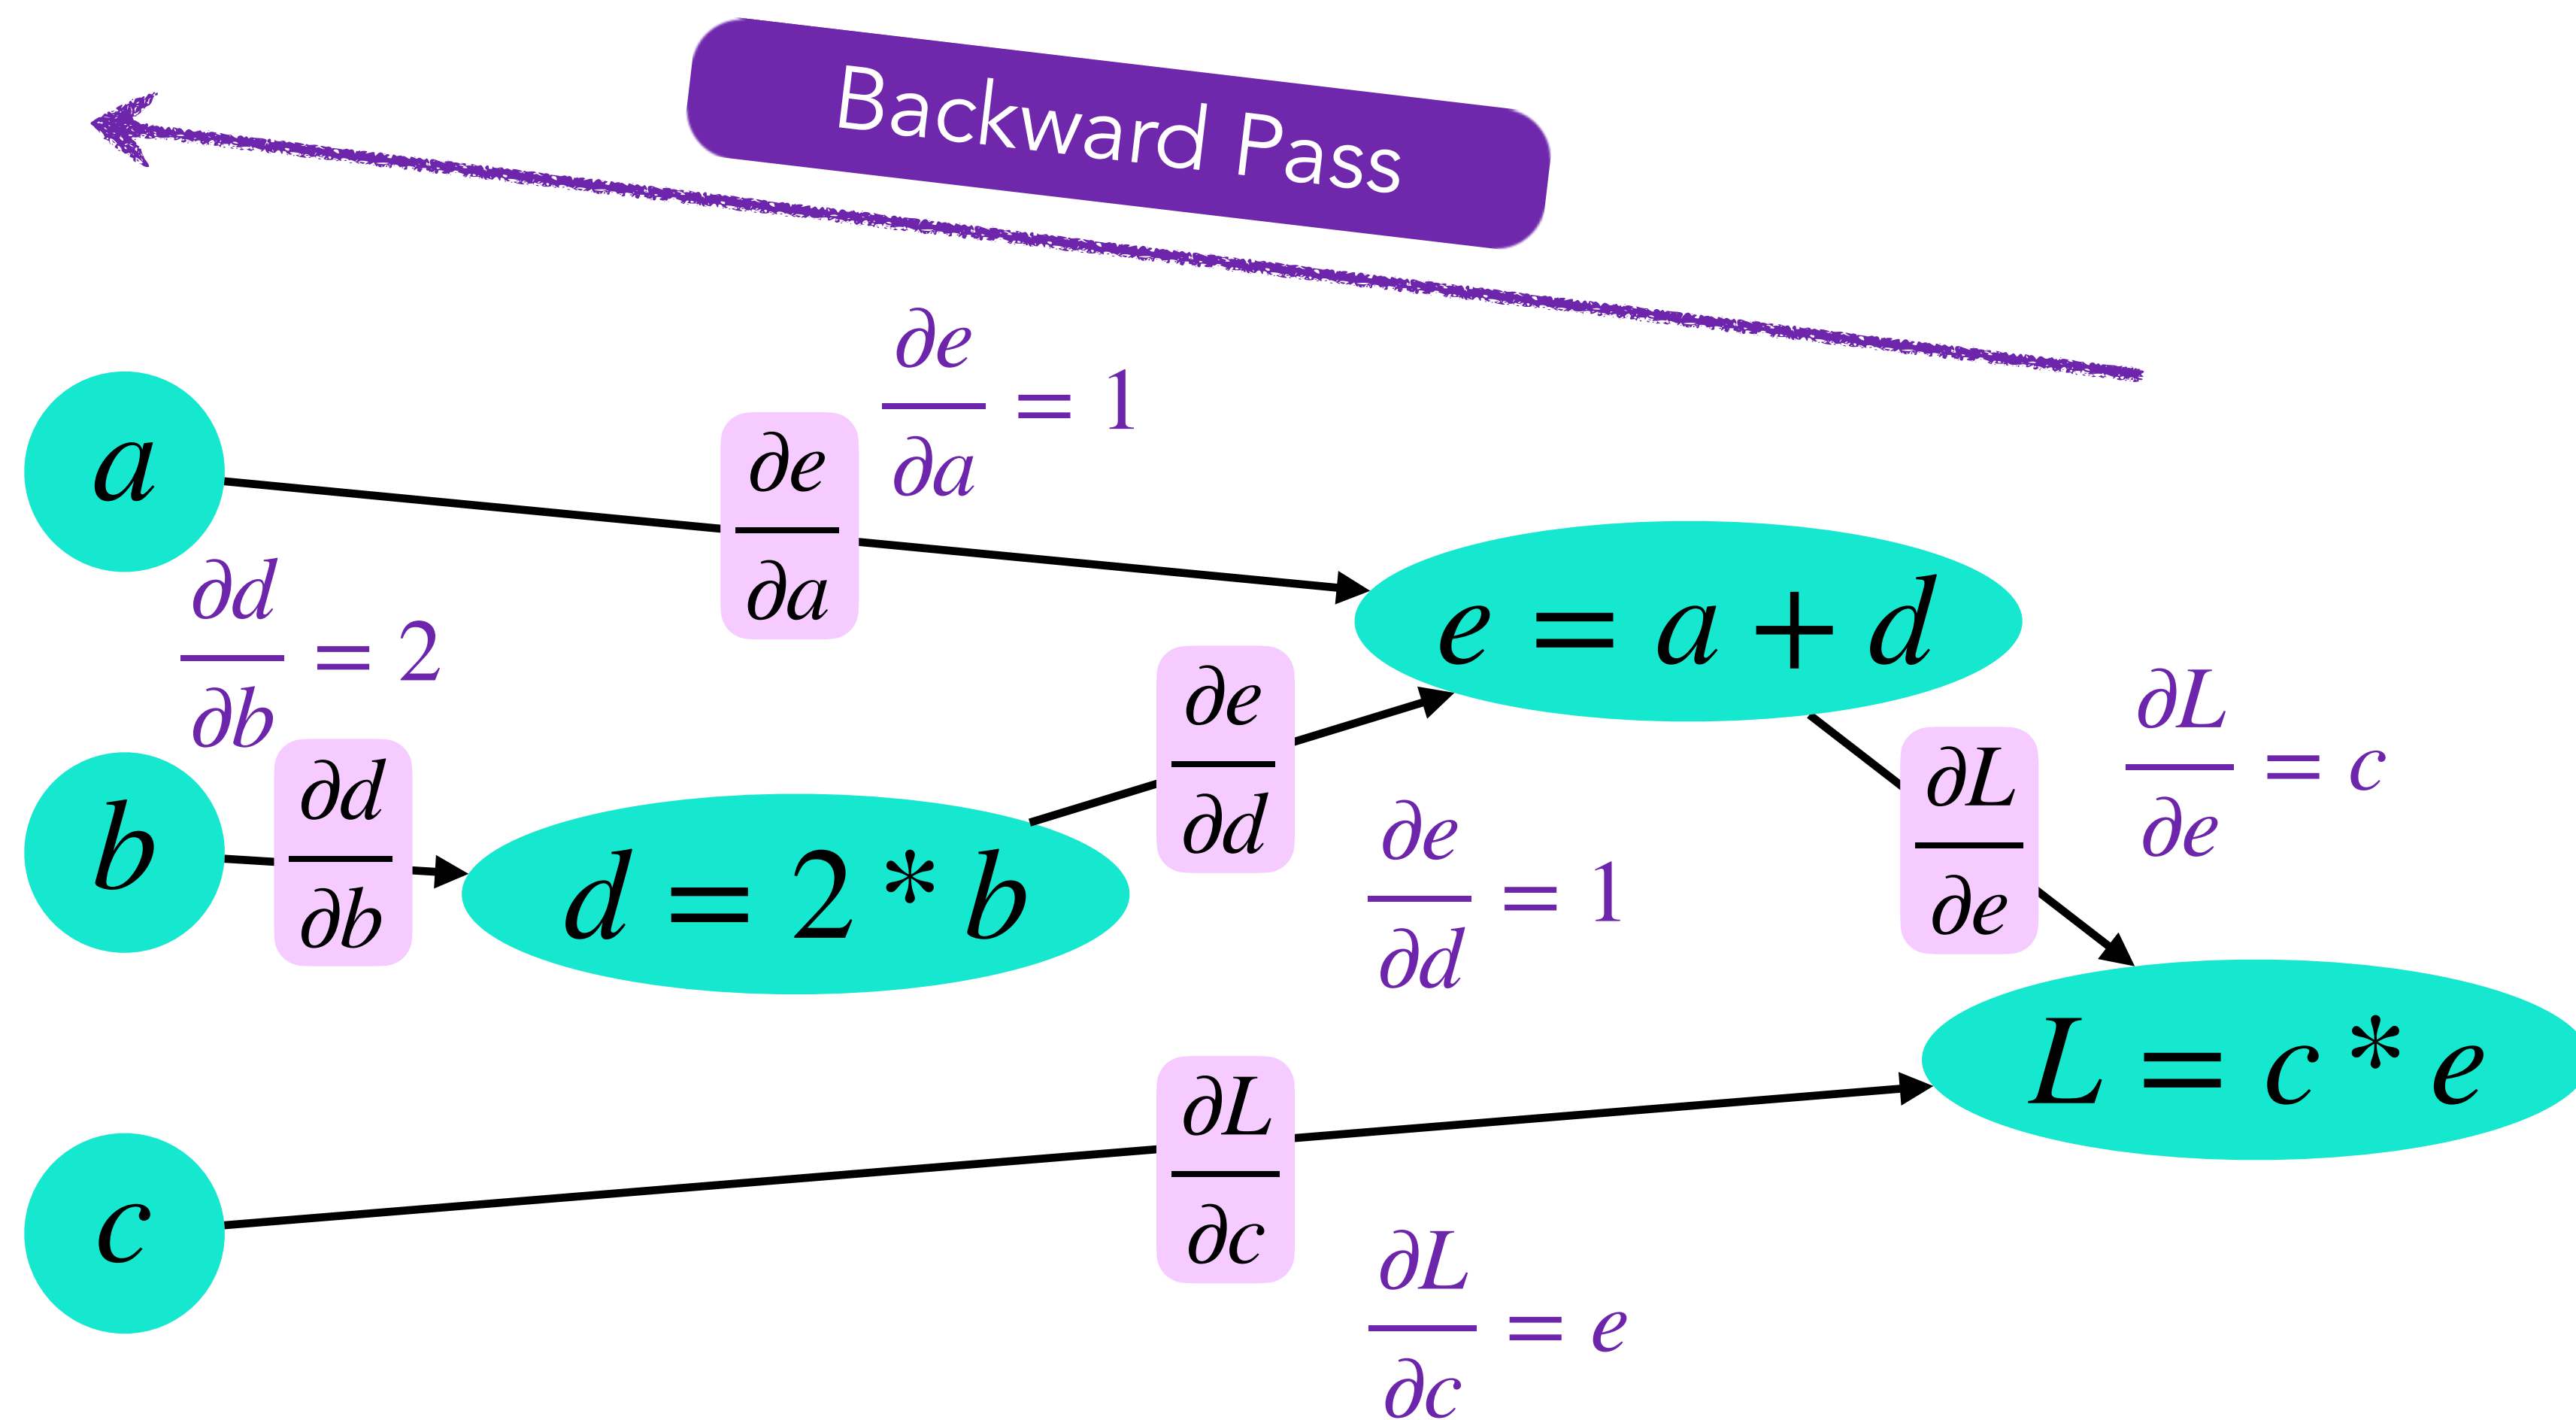 Backward Pass
∂e/∂a = 1
a
∂e/∂a
∂d/∂b = 2
e = a + d
∂e/∂d
∂L/∂e = c
∂L/∂e
b
∂d/∂b
d = 2 * b
∂e/∂d = 1
L = c * e
c
∂L/∂c
∂L/∂c = e